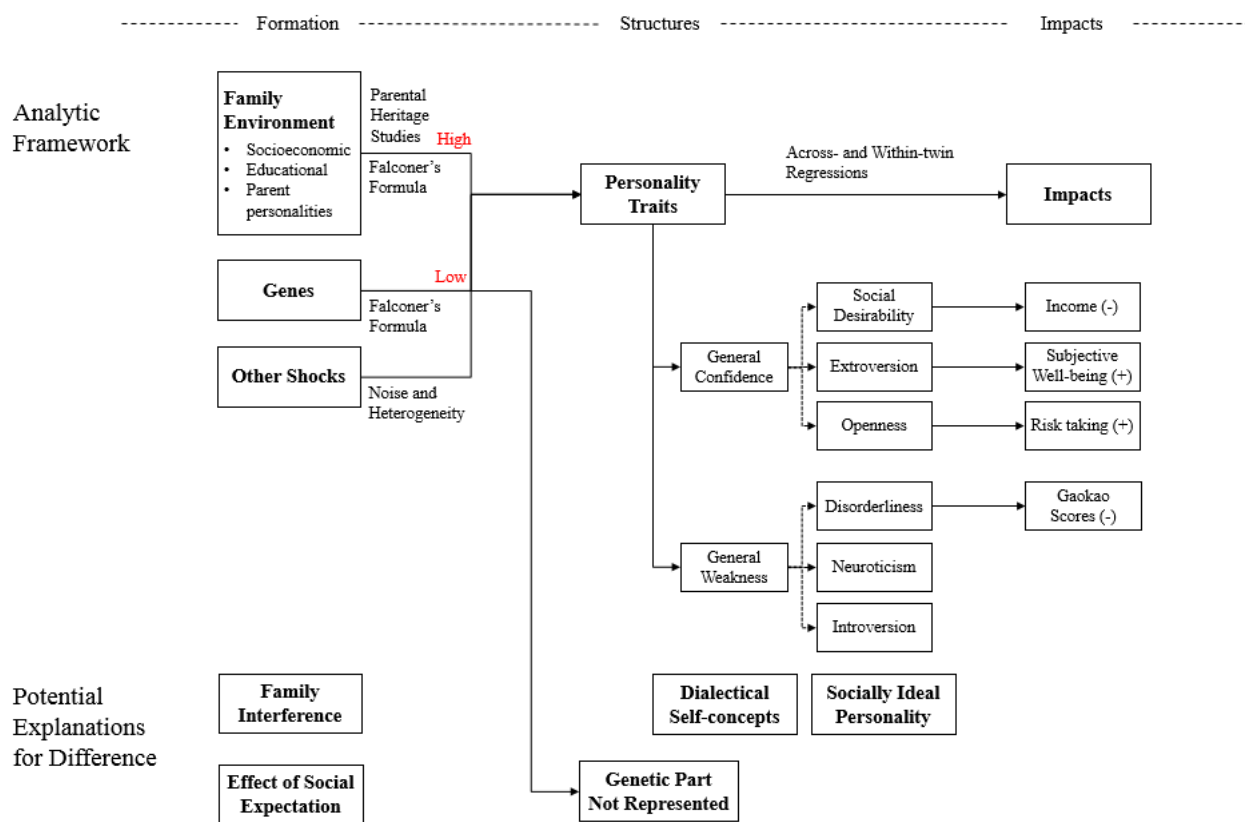 Formation
Structures
Impacts
Analytic
Framework
Family
Environment
• Socioeconomic
• Educational
• Parent
personalities
Parental
Heritage
Studies
High
Falconer's
Formula
Genes
Low
Falconer's
Formula
Other Shocks
Noise and
Heterogeneity
Personality
Traits
Across- and Within-twin
Regressions
Impacts
General
Confidence
Social
Desirability
Income (-)
Extroversion
Subjective
Well-being (+)
Openness
Risk taking (+)
General
Weakness
Disorderliness
Gaokao
Scores (-)
Neuroticism
Introversion
Potential
Explanations
for Difference
Family
Interference
Effect of Social
Expectation
Dialectical
Self-concepts
Socially Ideal
Personality
Genetic Part
Not Represented